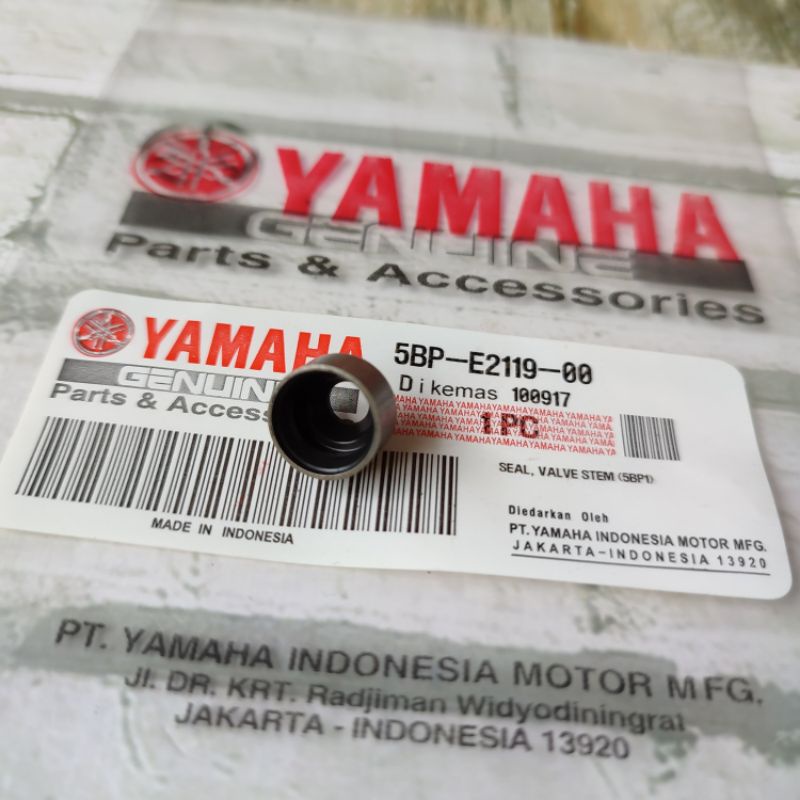 YAMAHA
GENUINE
Parts & Accessories
YAMAHA
GENUINE
Parts & Access
5BP-E2119-00
Dikemas 100917
1 PC
SEAL, VALVE STEM (5BP1)
MADE IN INDONESIA
Diedarkan Oleh
PT.YAMAHA INDONESIA MOTOR MFG.
JAKARTA-INDONESIA 13920
PT. YAMAHA INDONESIA MOTOR MFG.
Jl. DR. KRT. Radjiman Widyodiningrat
JAKARTA - INDONESIA 13920